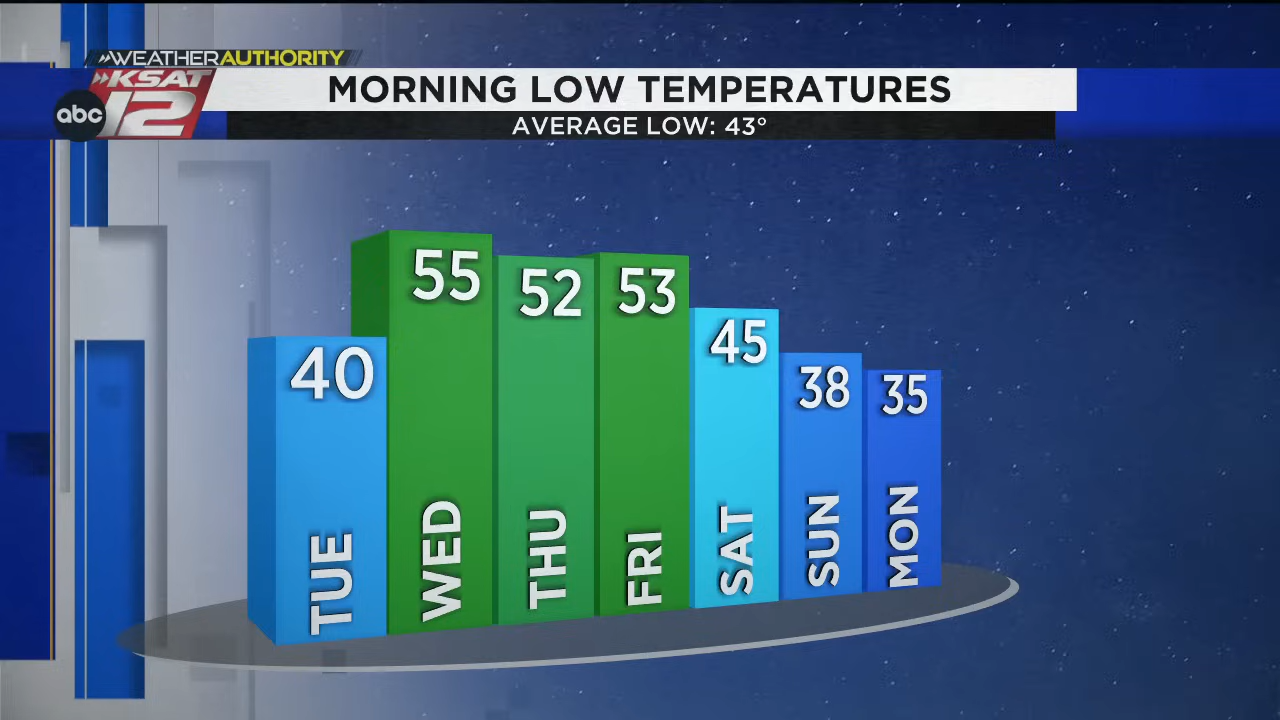 WEATHERAUTHORITY
KSAT
abc 12
MORNING LOW TEMPERATURES
AVERAGE LOW: 43°
40
55
52
53
45
38
35
TUE
WED
THU
FRI
SAT
SUN
MON